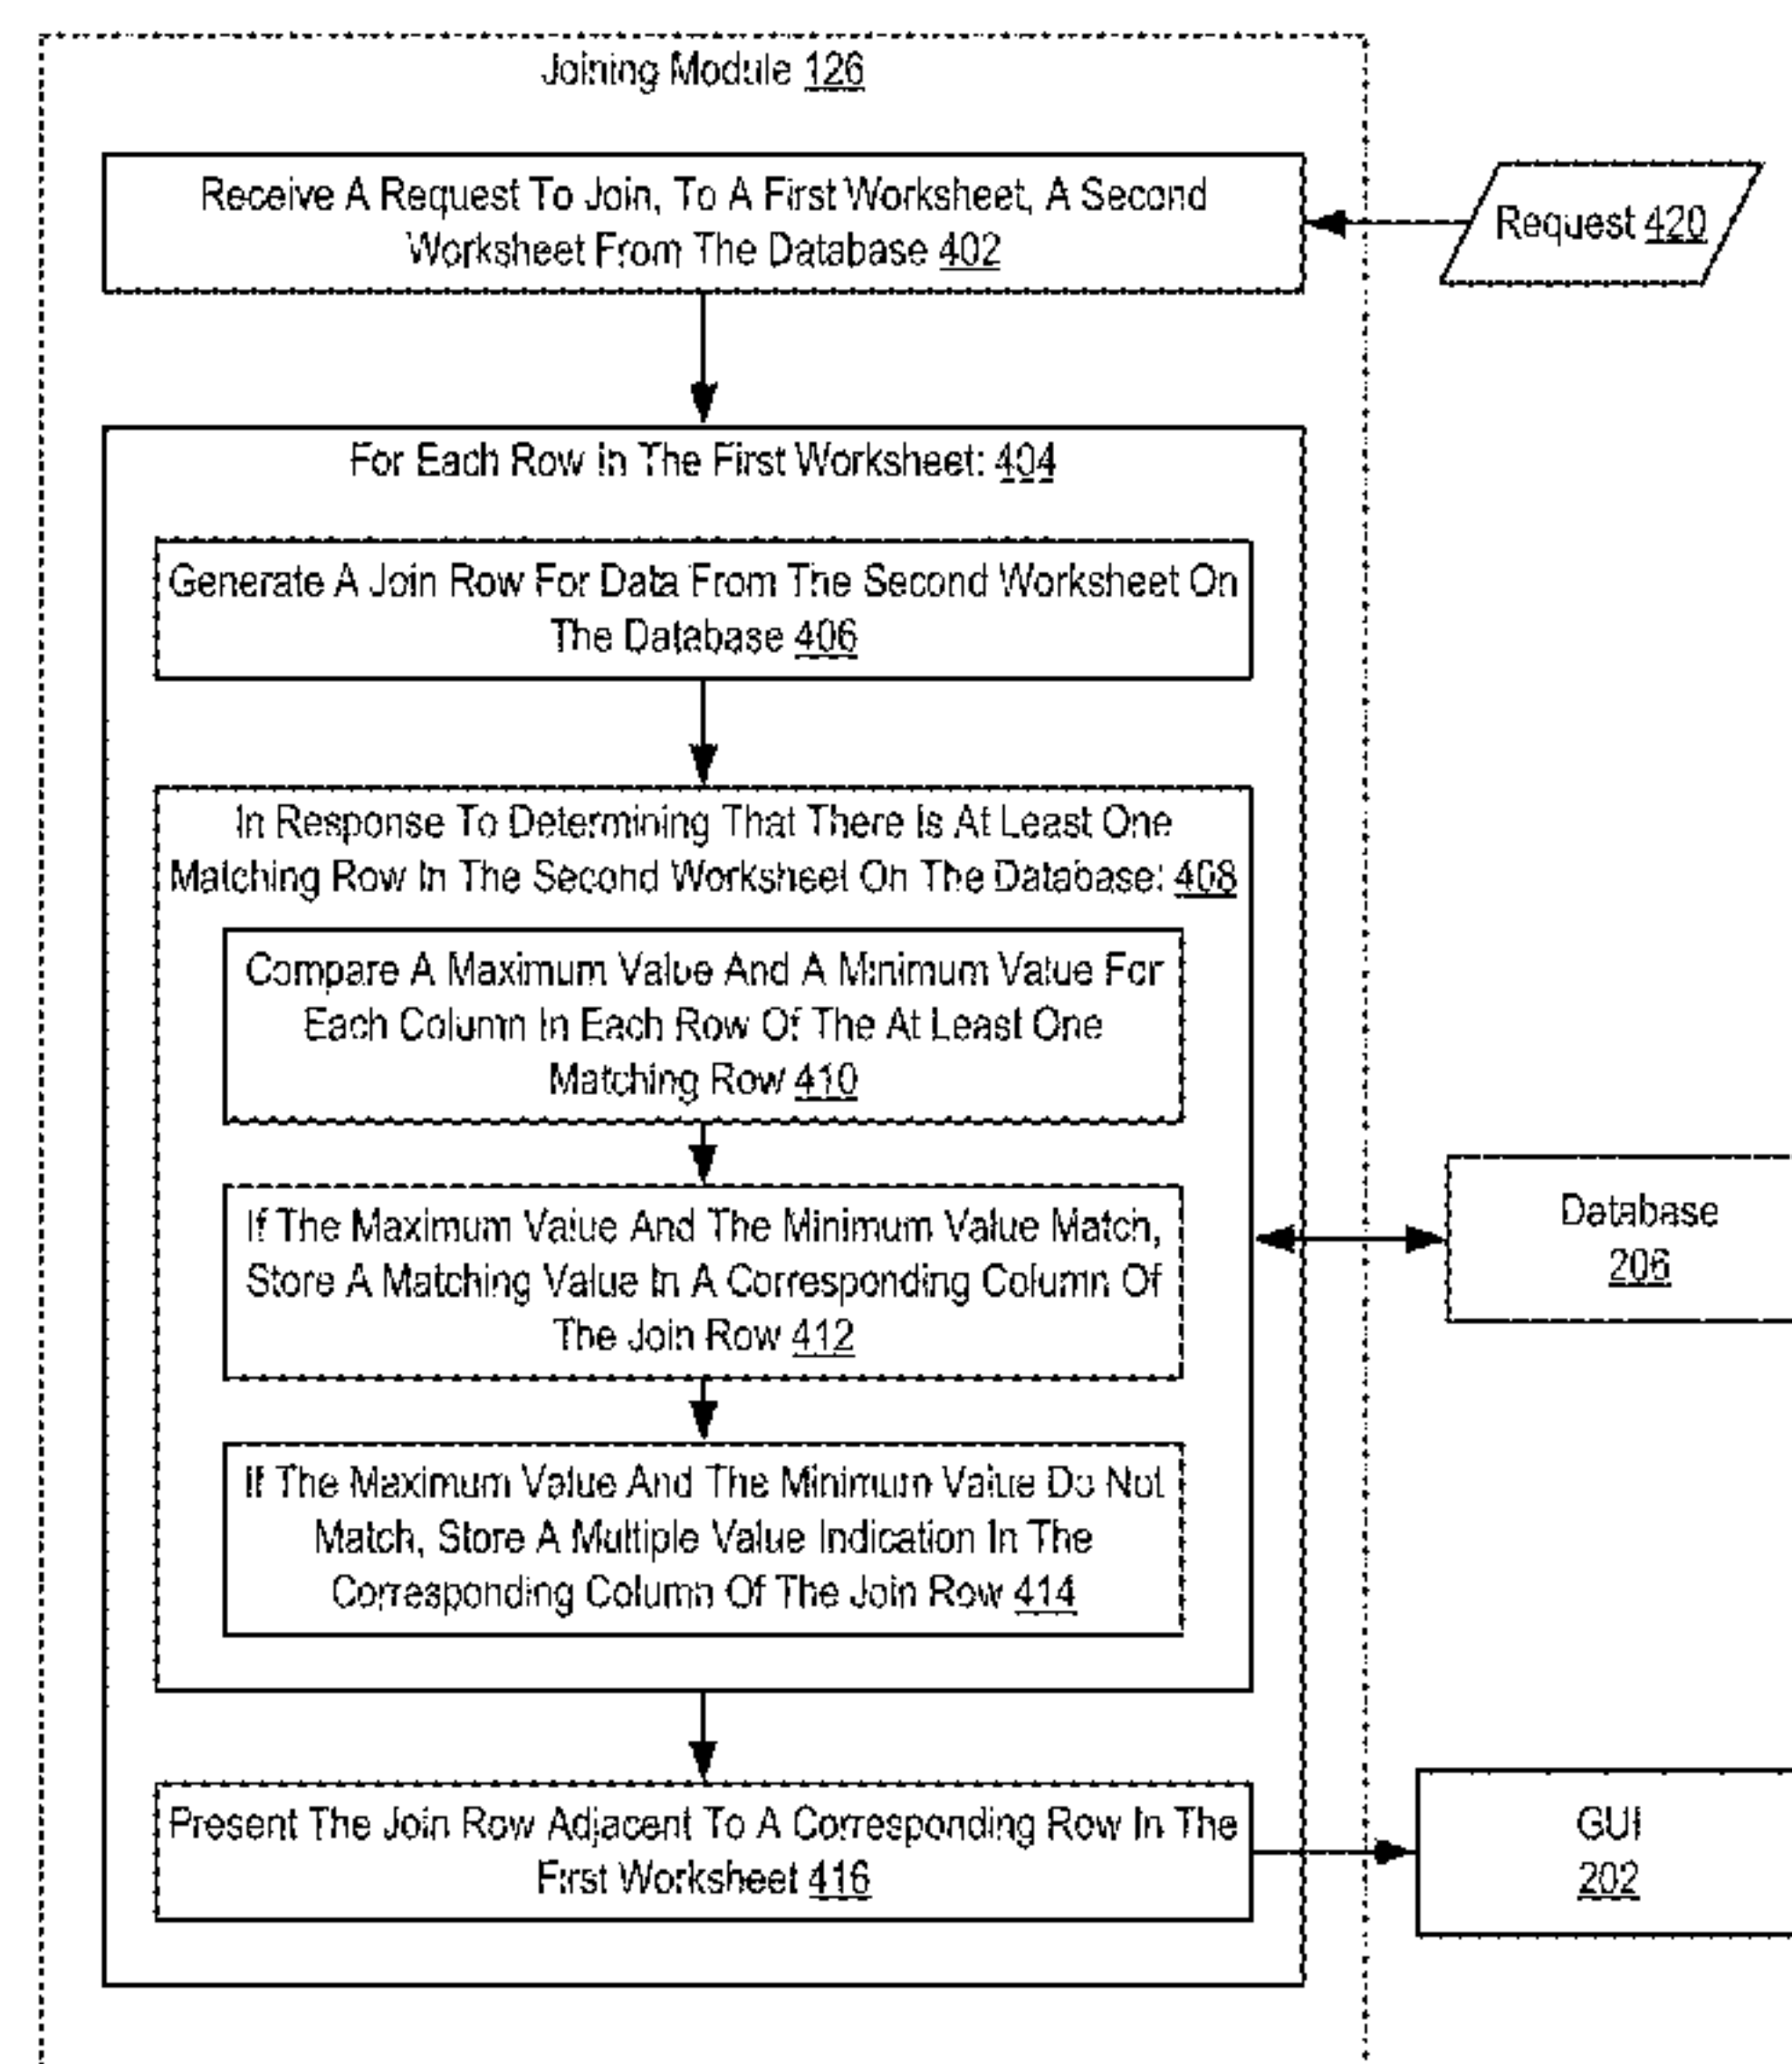 Joining Module 126
Receive A Request To Join, To A First Worksheet, A Second
Worksheet From The Database 402
Request 420
For Each Row In The First Worksheet: 404
Generate A Join Row For Data From The Second Worksheet On
The Database 406
In Response To Determining That There Is At Least One
Matching Row In The Second Worksheet On The Database: 408
Compare A Maximum Value And A Minimum Value For
Each Column In Each Row Of The At Least One
Matching Row 410
If The Maximum Value And The Minimum Value Match,
Store A Matching Value In A Corresponding Column Of
The Join Row 412
Database
206
If The Maximum Value And The Minimum Value Do Not
Match, Store A Multiple Value Indication In The
Corresponding Column Of The Join Row 414
Present The Join Row Adjacent To A Corresponding Row In The
First Worksheet 416
GUI
202